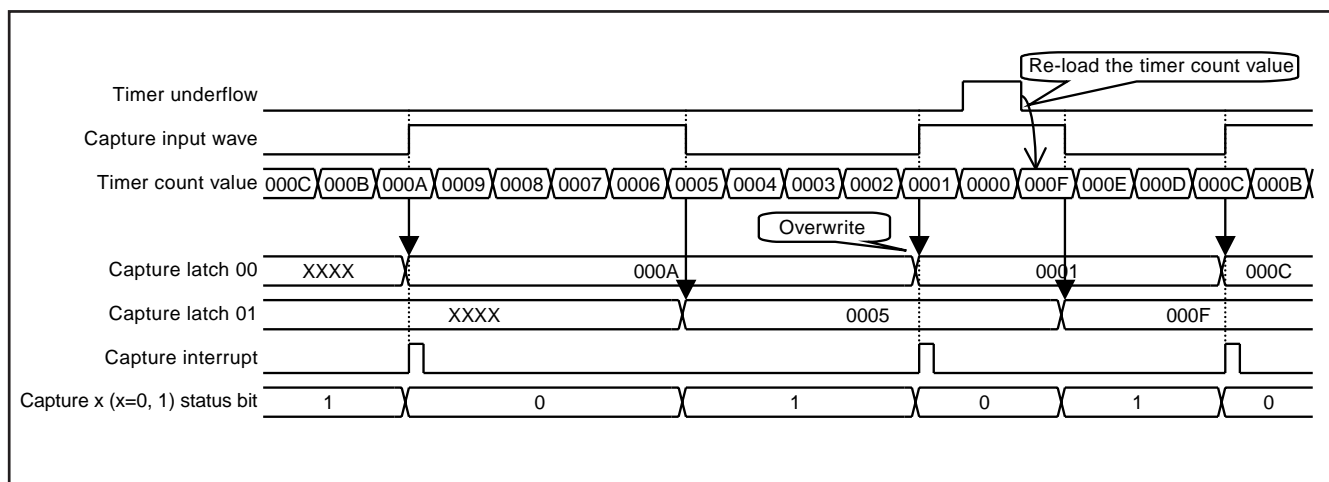 Re-load the timer count value
Timer underflow
Capture input wave
Timer count value 000C 000B 000A 0009 0008 0007 0006 0005 0004 0003 0002 0001 0000 000F 000E 000D 000C 000B
Overwrite
Capture latch 00 XXXX 000A 0001 000C
Capture latch 01 XXXX 0005 000F
Capture interrupt
Capture x (x=0, 1) status bit 1 0 1 0 1 0